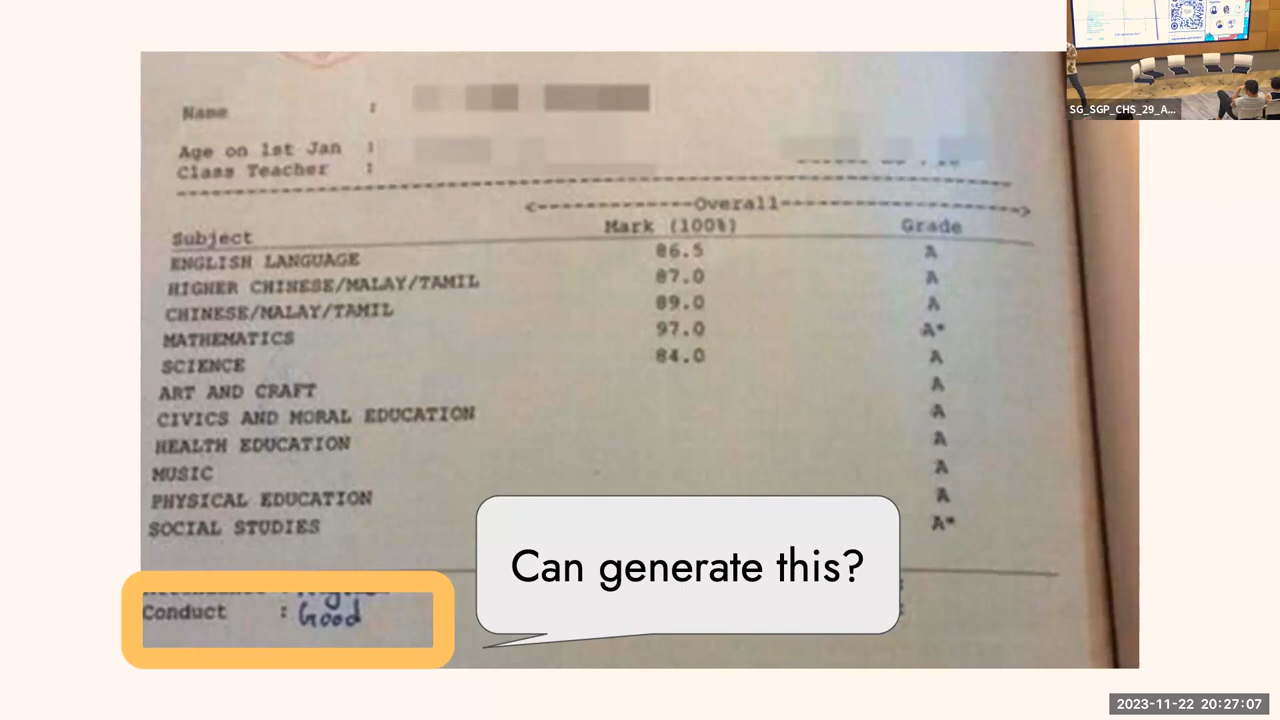 SG_SGP_CHS_29_A...
Name :
Age on 1st Jan :
Class Teacher :
<-----------Overall--------------->
Subject Mark (100%) Grade
ENGLISH LANGUAGE 86.5 A
HIGHER CHINESE/MALAY/TAMIL 87.0 A
CHINESE/MALAY/TAMIL 89.0 A
MATHEMATICS 97.0 A*
SCIENCE 84.0 A
ART AND CRAFT A
CIVICS AND MORAL EDUCATION A
HEALTH EDUCATION A
MUSIC A
PHYSICAL EDUCATION A
SOCIAL STUDIES A*
Can generate this?
Conduct : Good
2023-11-22 20:27:07